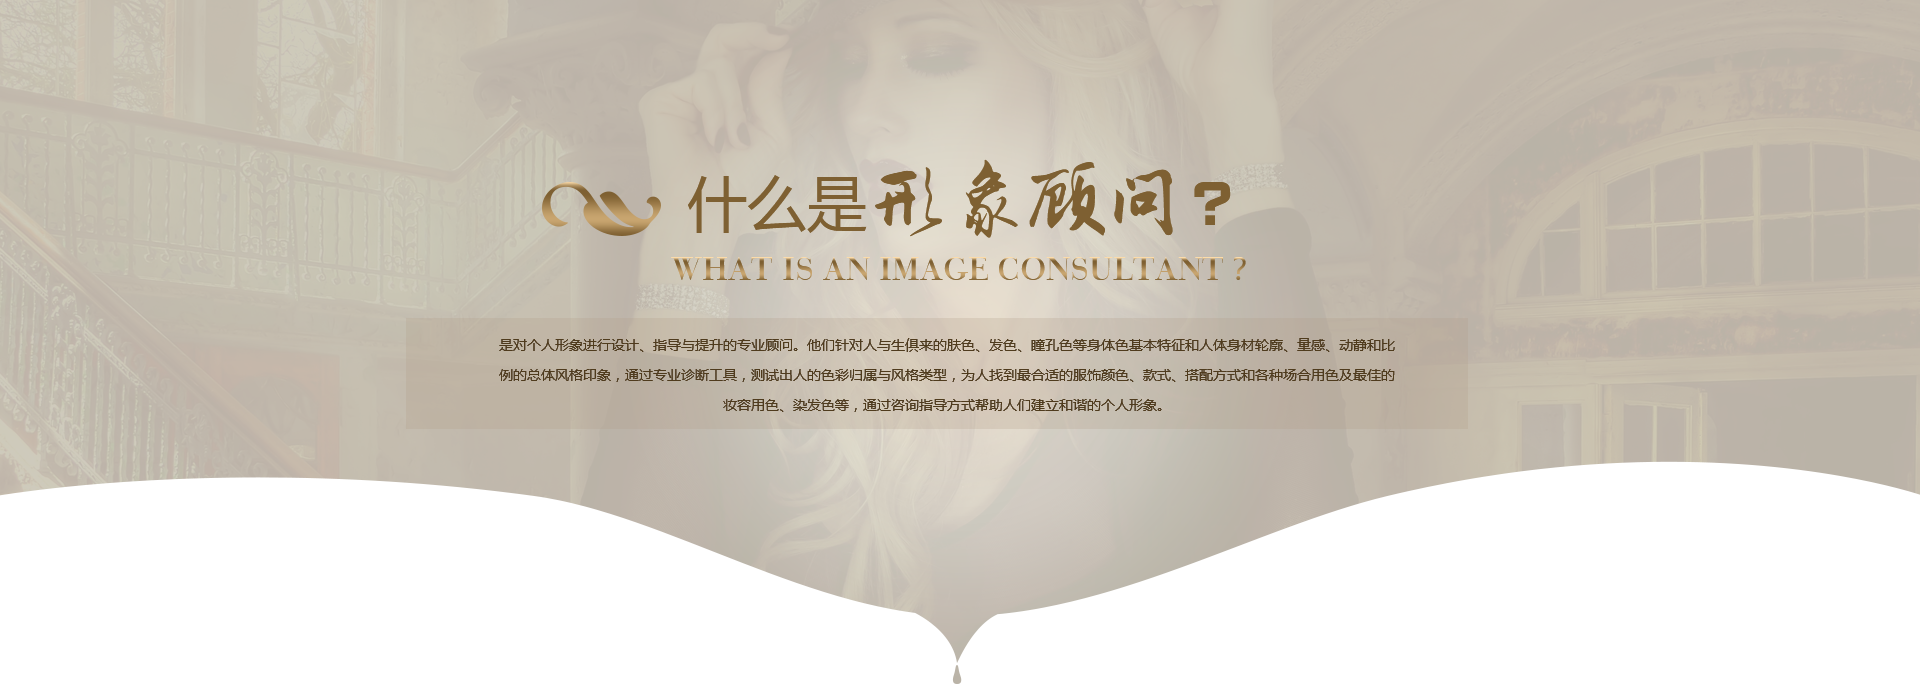 什么是形象顾问?
WHAT IS AN IMAGE CONSULTANT ?
是对个人形象进行设计、指导与提升的专业顾问。他们针对人与生俱来的肤色、发色、瞳孔色等身体色基本特征和人体身材轮廓、量感、动静和比
例的总体风格印象，通过专业诊断工具，测试出人的色彩归属与风格类型，为人找到最合适的服饰颜色、款式、搭配方式和各种场合用色及最佳的
妆容用色、染发色等，通过咨询指导方式帮助人们建立和谐的个人形象。